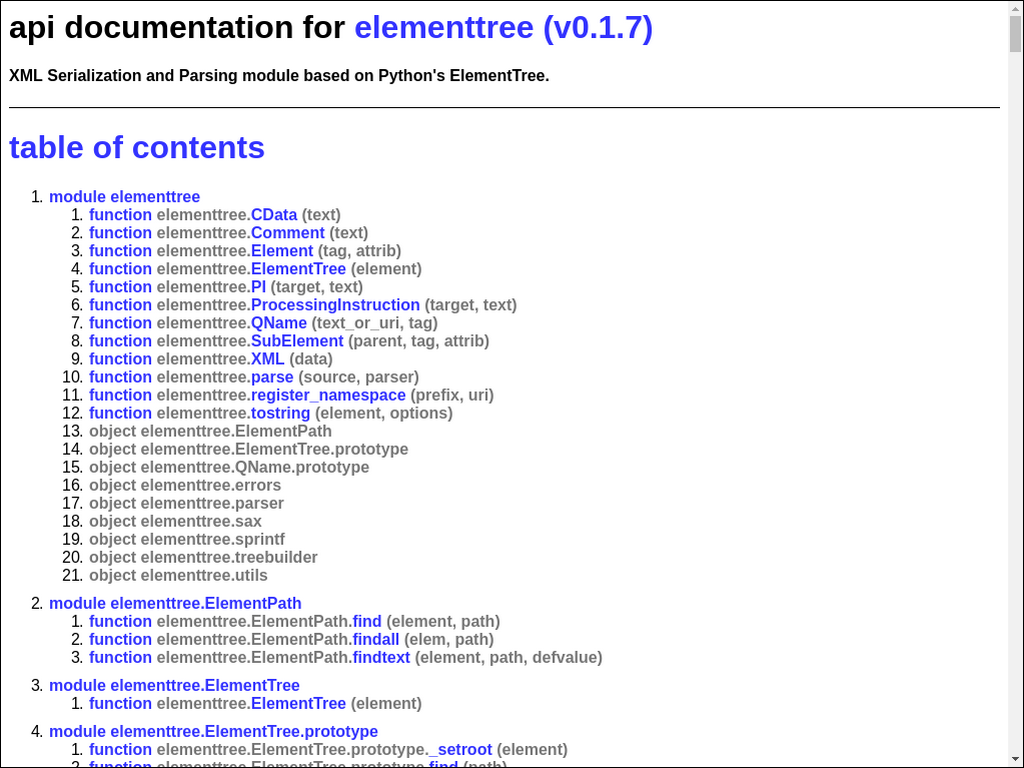 api documentation for elementtree (v0.1.7)
XML Serialization and Parsing module based on Python's ElementTree.
table of contents
1. module elementtree
1. function elementtree.CData (text)
2. function elementtree.Comment (text)
3. function elementtree.Element (tag, attrib)
4. function elementtree.ElementTree (element)
5. function elementtree.PI (target, text)
6. function elementtree.ProcessingInstruction (target, text)
7. function elementtree.QName (text_or_uri, tag)
8. function elementtree.SubElement (parent, tag, attrib)
9. function elementtree.XML (data)
10. function elementtree.parse (source, parser)
11. function elementtree.register_namespace (prefix, uri)
12. function elementtree.tostring (element, options)
13. object elementtree.ElementPath
14. object elementtree.ElementTree.prototype
15. object elementtree.QName.prototype
16. object elementtree.errors
17. object elementtree.parser
18. object elementtree.sax
19. object elementtree.sprintf
20. object elementtree.treebuilder
21. object elementtree.utils
2. module elementtree.ElementPath
1. function elementtree.ElementPath.find (element, path)
2. function elementtree.ElementPath.findall (elem, path)
3. function elementtree.ElementPath.findtext (element, path, defvalue)
3. module elementtree.ElementTree
1. function elementtree.ElementTree (element)
4. module elementtree.ElementTree.prototype
1. function elementtree.ElementTree.prototype._setroot (element)
2. function elementtree.ElementTree.prototype.find (path)